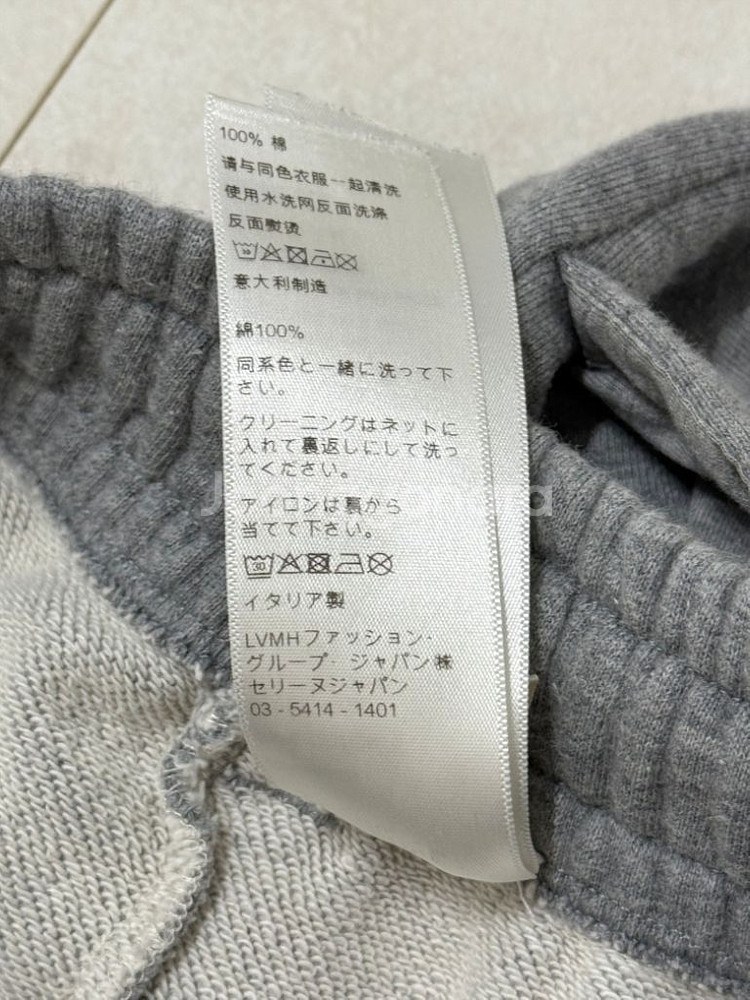 100% 棉
请与同色衣服一起清洗
使用水洗网反面洗涤
反面熨烫
意大利制造
綿100%
同系色と一緒に洗って下
さい。
クリーニングはネットに
入れて裏返しにして洗っ
てください。
アイロンは裏から
当てて下さい。
30
イタリア製
LVMHファッション·
グループ· ジャパン㈱
セリーヌジャパン
03 - 5414 - 1401